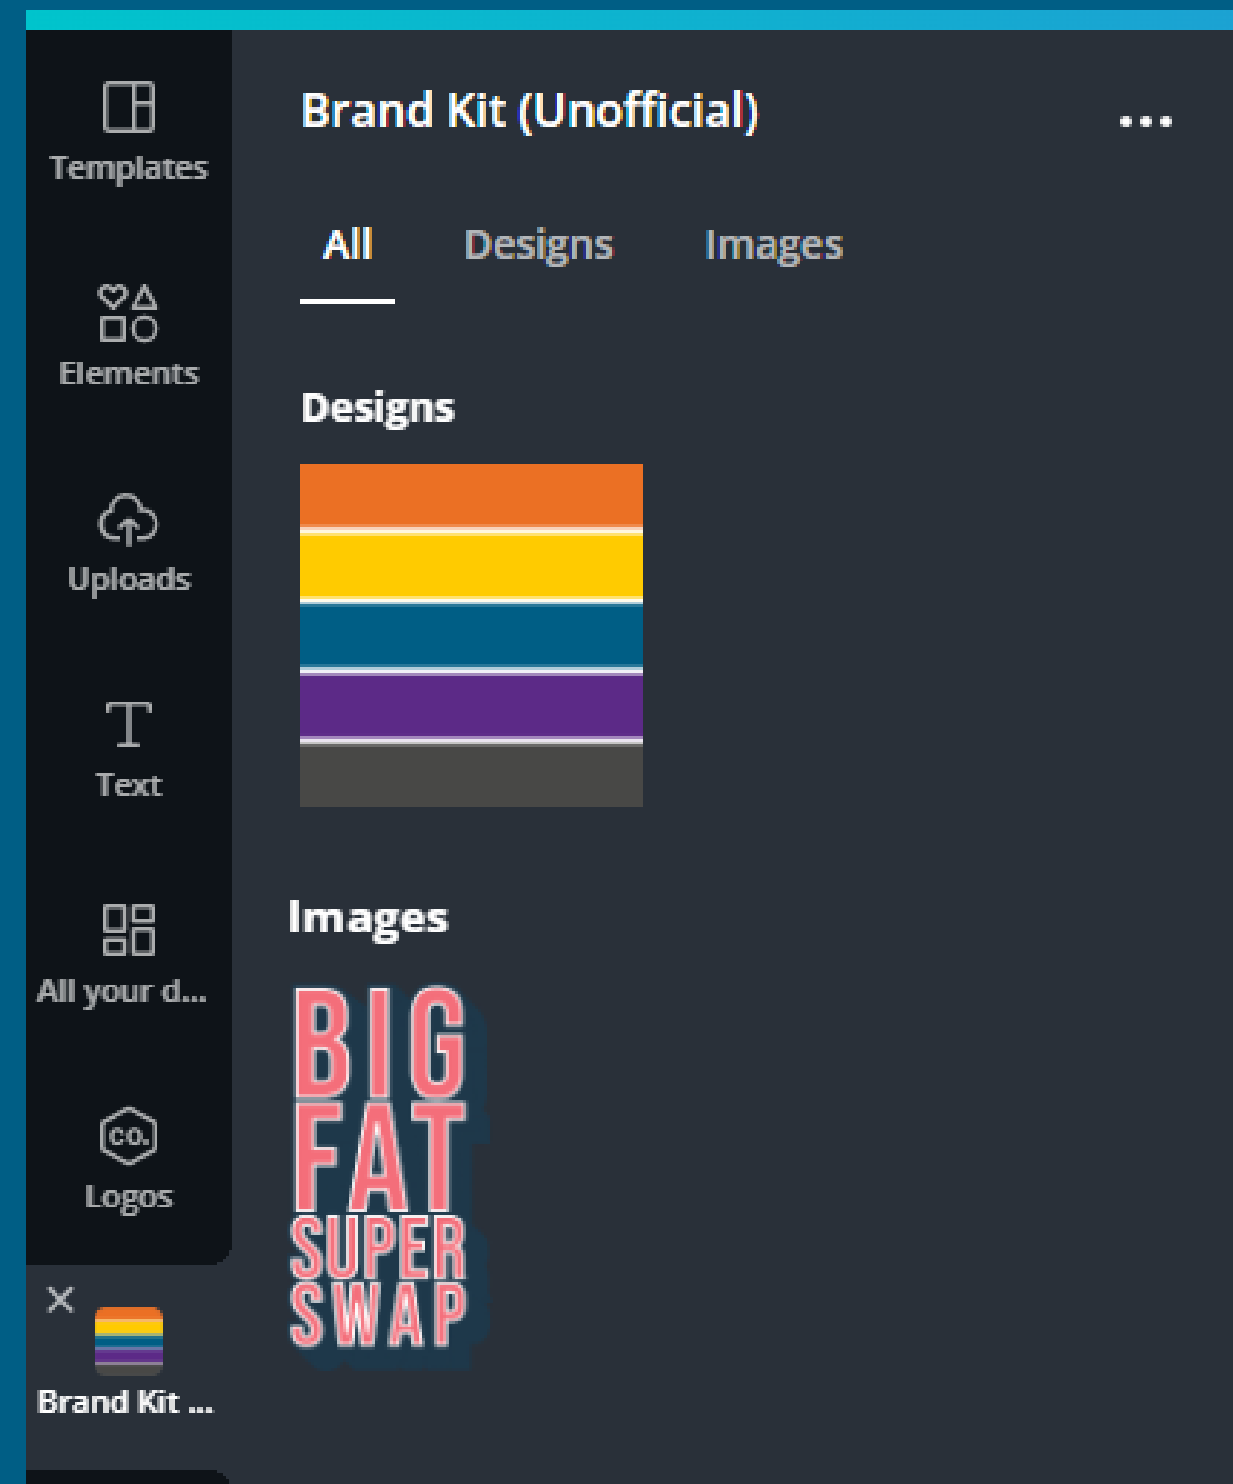 Templates
Elements
Uploads
Text
All your d...
co.
Logos
Brand Kit ...
Brand Kit (Unofficial)
...
All Designs Images
Designs
Images
BIG
FAT
SUPER
SWAP